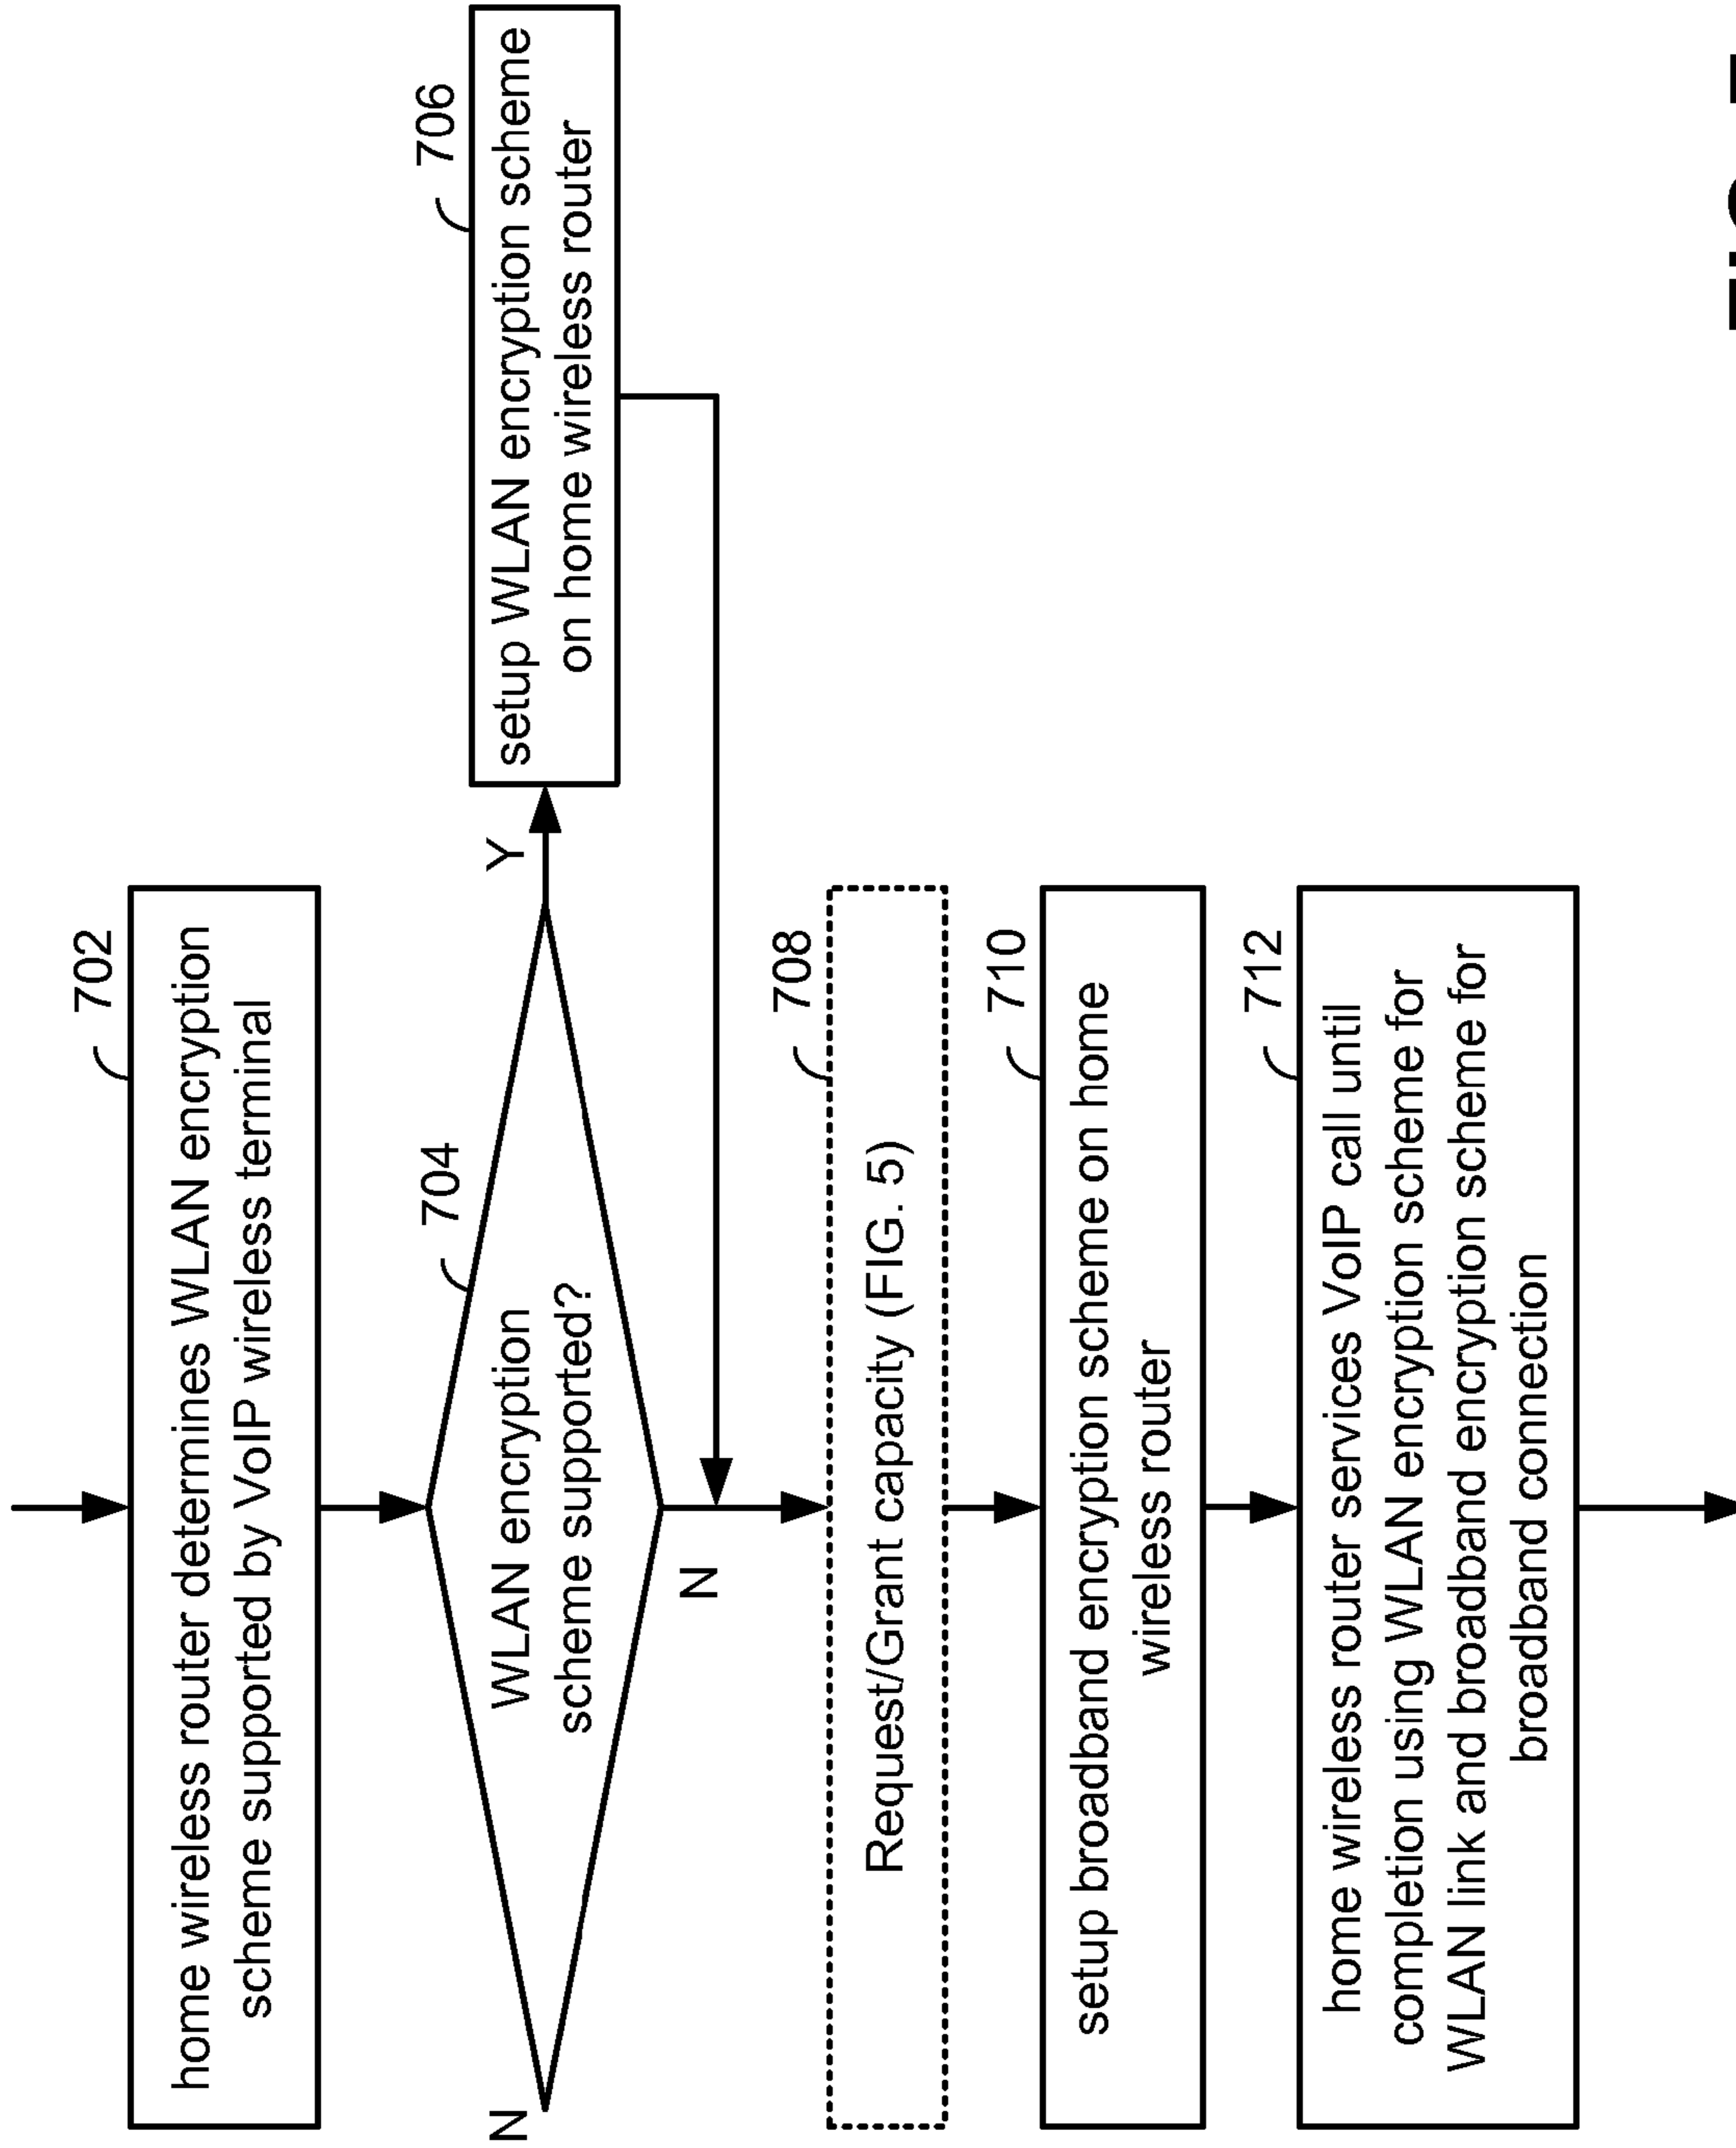 702
home wireless router determines WLAN encryption
scheme supported by VoIP wireless terminal
704
N
WLAN encryption
scheme supported?
Y
N
706
setup WLAN encryption scheme
on home wireless router
708
Request/Grant capacity (FIG. 5)
710
setup broadband encryption scheme on home
wireless router
712
home wireless router services VoIP call until
completion using WLAN encryption scheme for
WLAN link and broadband encryption scheme for
broadband connection